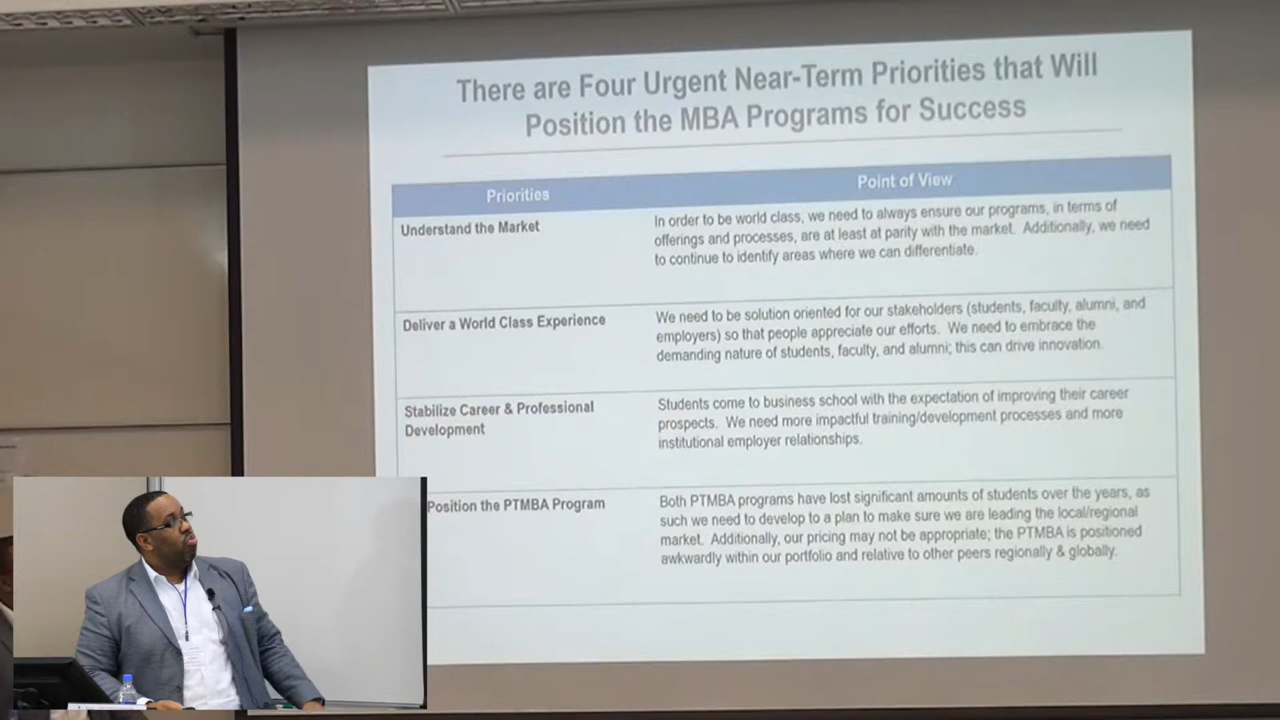 There are Four Urgent Near-Term Priorities that Will
Position the MBA Programs for Success
Priorities
Point of View
Understand the Market
In order to be world class, we need to always ensure our programs, in terms of
offerings and processes, are at least at parity with the market. Additionally, we need
to continue to identify areas where we can differentiate.
Deliver a World Class Experience
We need to be solution oriented for our stakeholders (students, faculty, alumni, and
employers) so that people appreciate our efforts. We need to embrace the
demanding nature of students, faculty, and alumni; this can drive innovation.
Stabilize Career & Professional
Development
Students come to business school with the expectation of improving their career
prospects. We need more impactful training/development processes and more
institutional employer relationships.
Position the PTMBA Program
Both PTMBA programs have lost significant amounts of students over the years, as
such we need to develop to a plan to make sure we are leading the local/regional
market. Additionally, our pricing may not be appropriate; the PTMBA is positioned
awkwardly within our portfolio and relative to other peers regionally & globally.